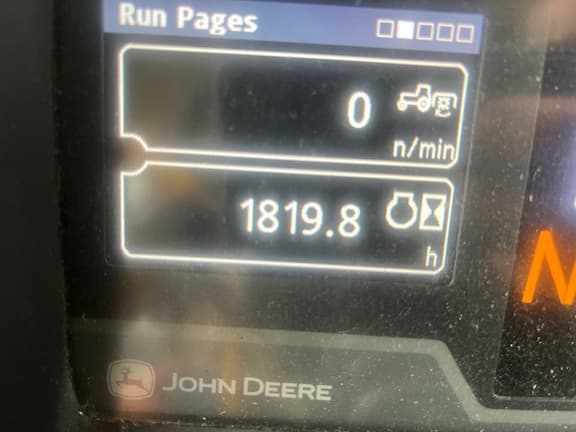 Run Pages
0
n/min
1819.8
h
N
JOHN DEERE